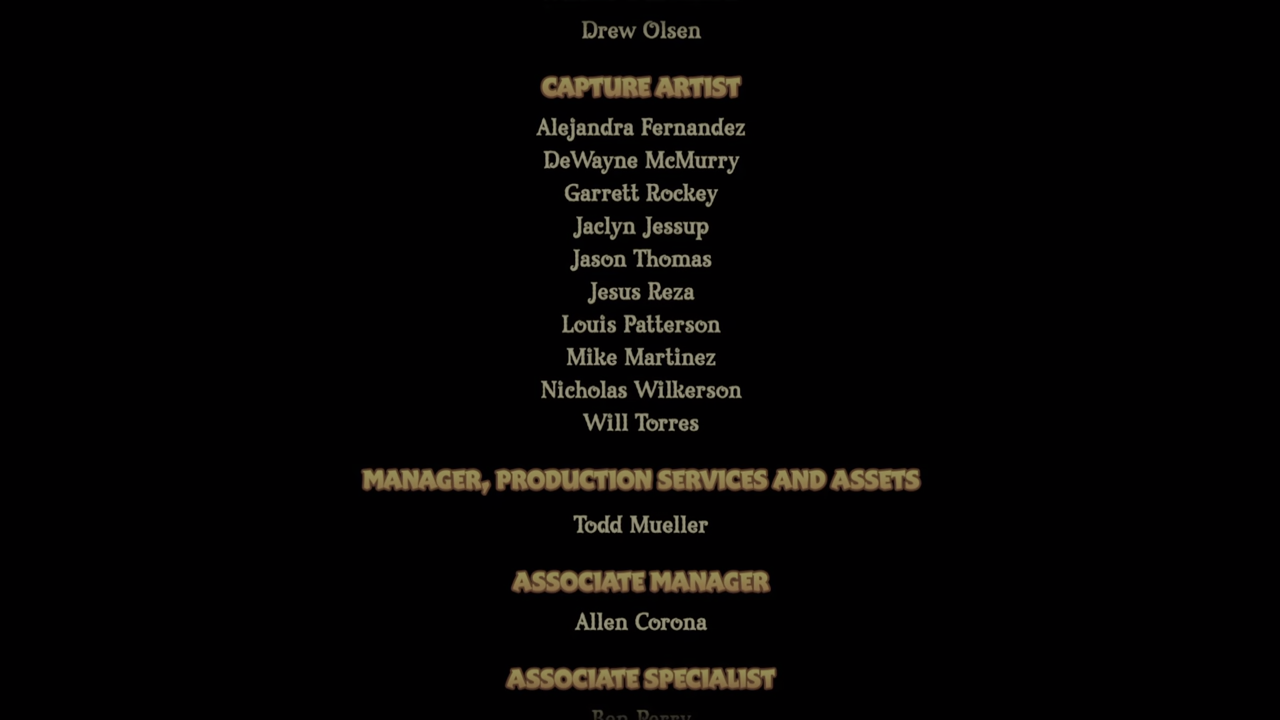 Drew Olsen
CAPTURE ARTIST
Alejandra Fernandez
DeWayne McMurry
Garrett Rockey
Jaclyn Jessup
Jason Thomas
Jesus Reza
Louis Patterson
Mike Martinez
Nicholas Wilkerson
Will Torres
MANAGER, PRODUCTION SERVICES AND ASSETS
Todd Mueller
ASSOCIATE MANAGER
Allen Corona
ASSOCIATE SPECIALIST